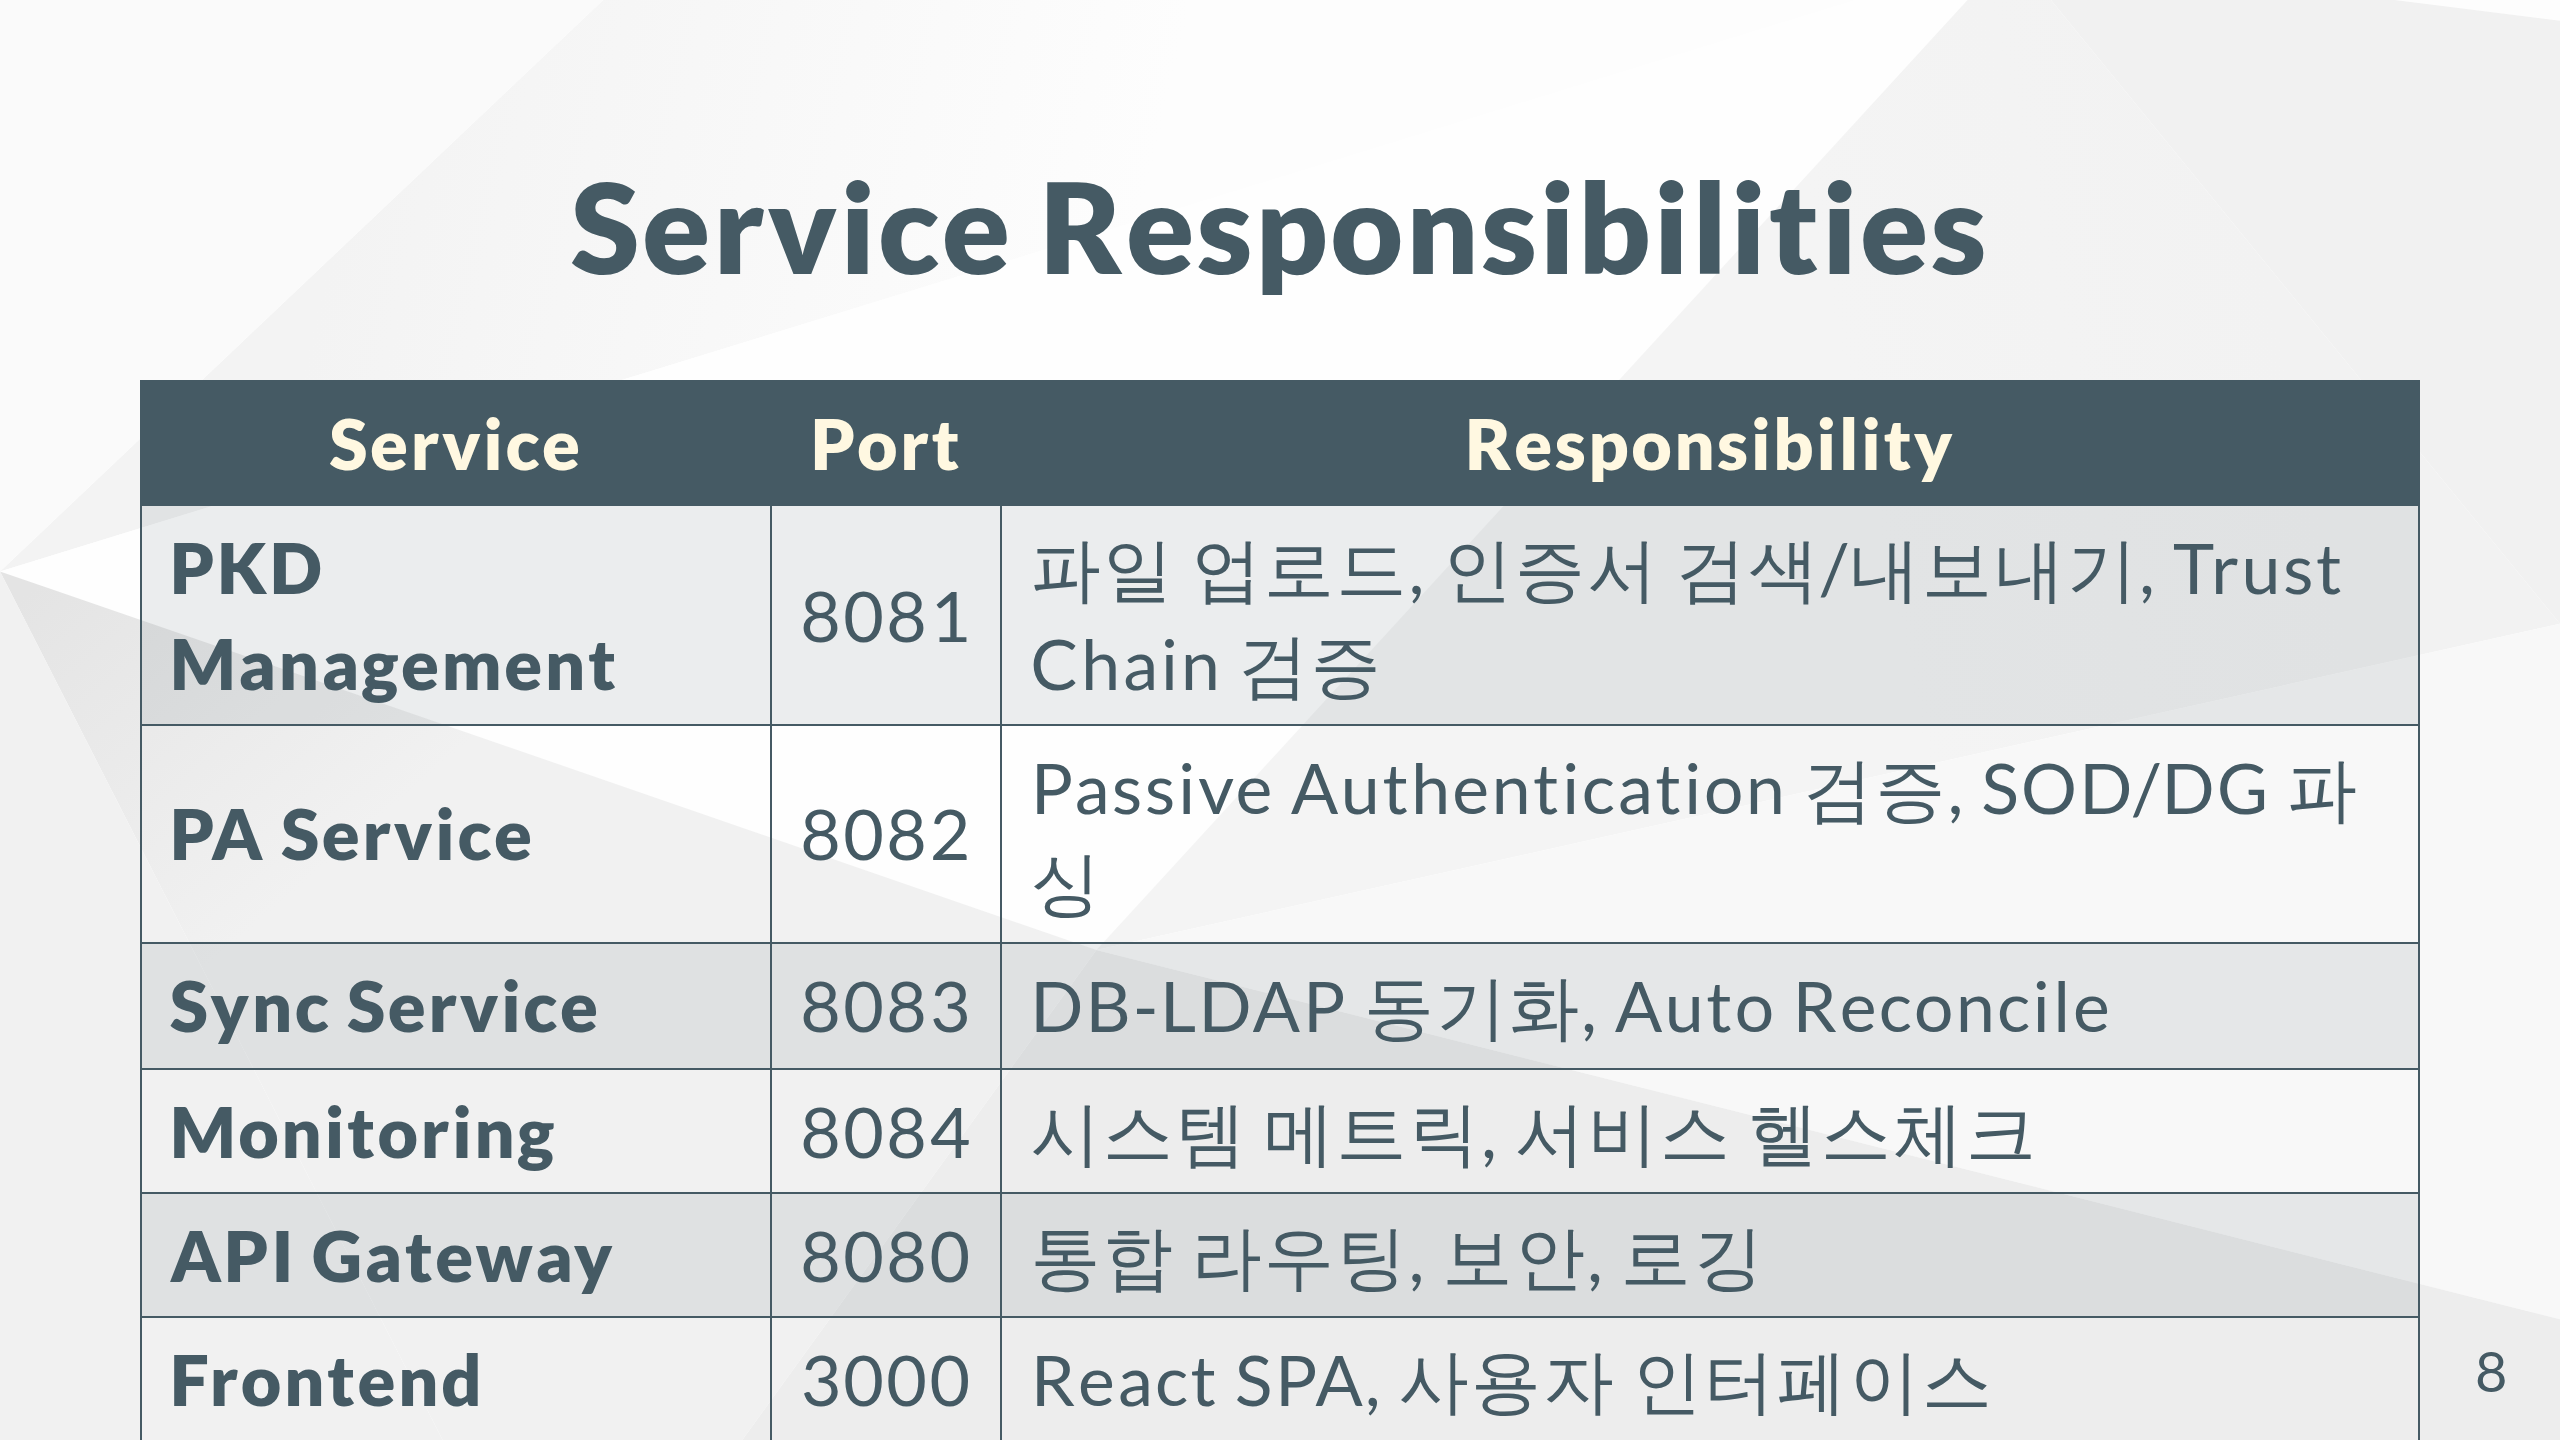 Service Responsibilities
Service Port Responsibility
PKD
Management
8081
파일 업로드, 인증서 검색/내보내기, Trust
Chain 검증
PA Service
8082
Passive Authentication 검증, SOD/DG 파
싱
Sync Service 8083 DB-LDAP 동기화, Auto Reconcile
Monitoring 8084 시스템 메트릭, 서비스 헬스체크
API Gateway 8080 통합 라우팅, 보안, 로깅
Frontend 3000 React SPA, 사용자 인터페이스
8